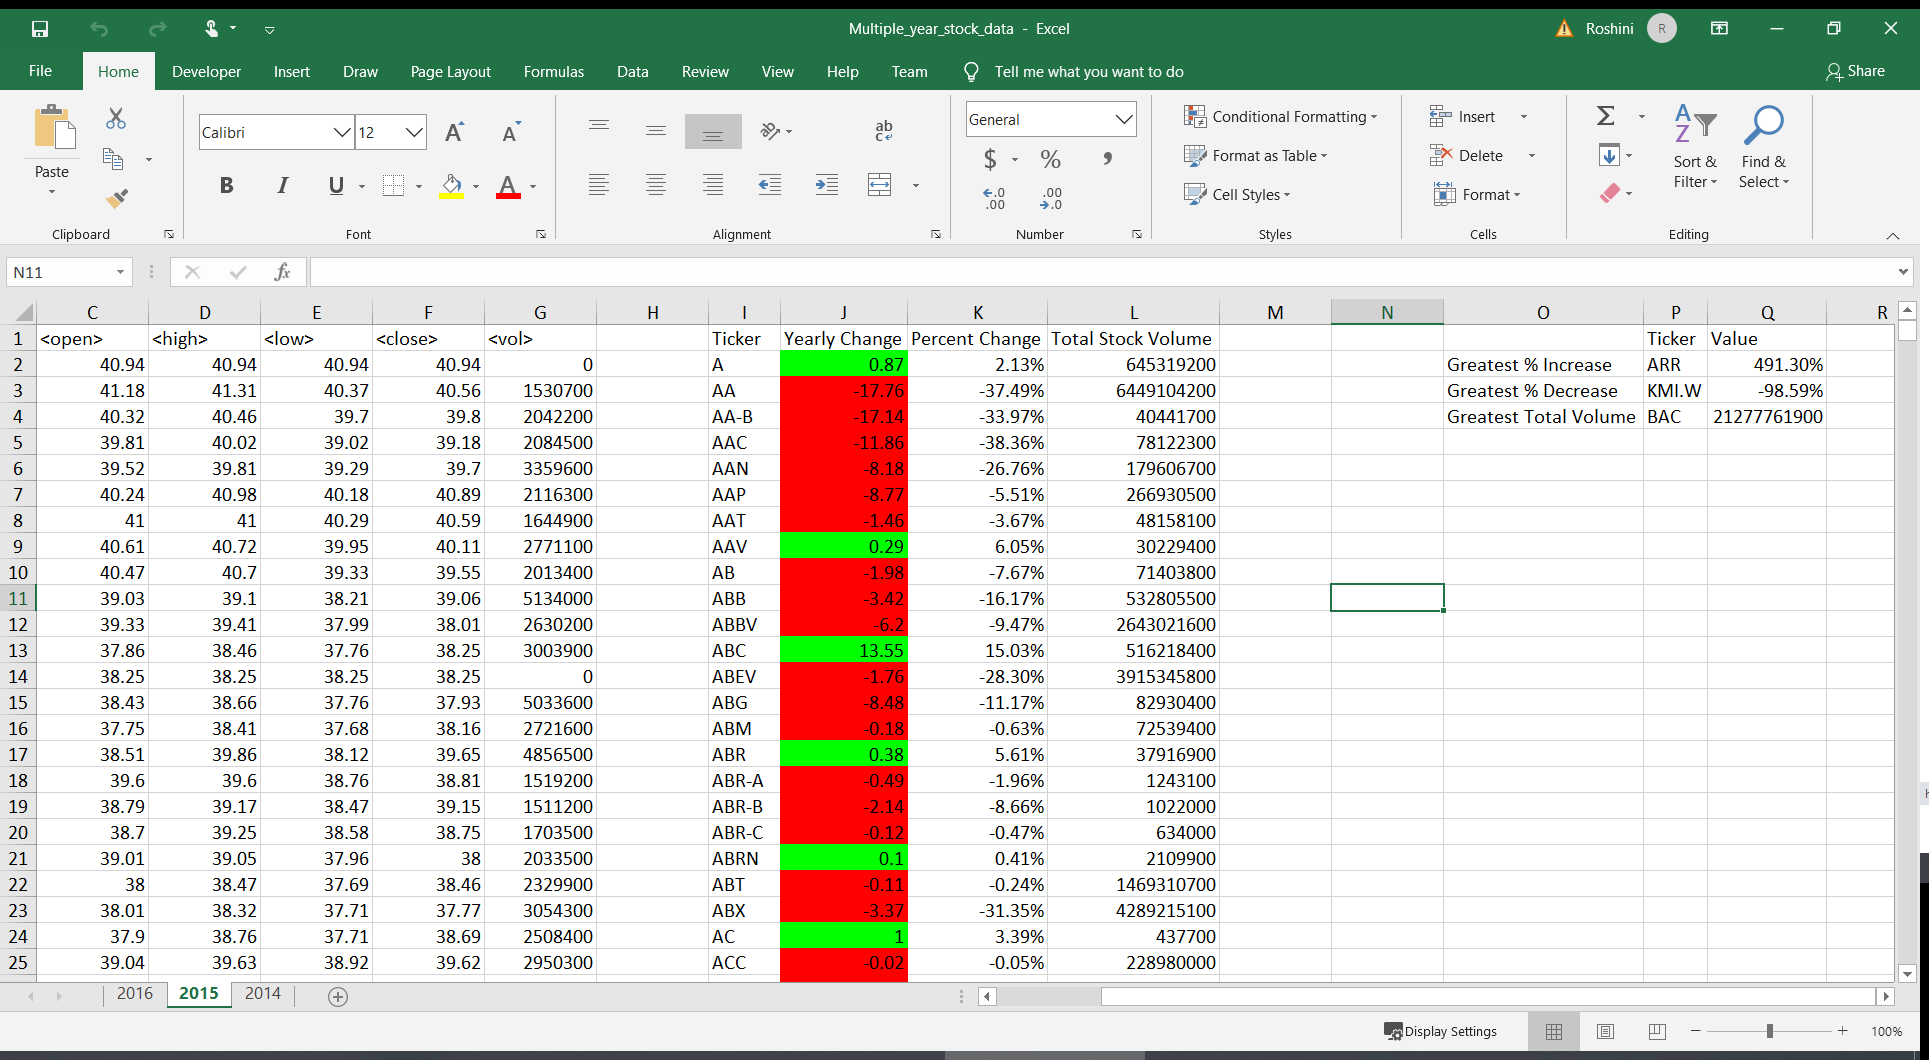 Multiple_year_stock_data - Excel
Roshini R
File Home Developer Insert Draw Page Layout Formulas Data Review View Help Team Tell me what you want to do Share
Calibri 12 General Conditional Formatting Insert
Paste Format as Table Delete Sort & Filter Find & Select
B I U Cell Styles Format
Clipboard Font Alignment Number Styles Cells Editing
N11 fx
C D E F G H I J K L M N O P Q R
1 <open> <high> <low> <close> <vol> Ticker Yearly Change Percent Change Total Stock Volume Ticker Value
2 40.94 40.94 40.94 40.94 0 A 0.87 2.13% 645319200 Greatest % Increase ARR 491.30%
3 41.18 41.31 40.37 40.56 1530700 AA -17.76 -37.49% 6449104200 Greatest % Decrease KMI.W -98.59%
4 40.32 40.46 39.7 39.8 2042200 AA-B -17.14 -33.97% 40441700 Greatest Total Volume BAC 21277761900
5 39.81 40.02 39.02 39.18 2084500 AAC -11.86 -38.36% 78122300
6 39.52 39.81 39.29 39.7 3359600 AAN -8.18 -26.76% 179606700
7 40.24 40.98 40.18 40.89 2116300 AAP -8.77 -5.51% 266930500
8 41 41 40.29 40.59 1644900 AAT -1.46 -3.67% 48158100
9 40.61 40.72 39.95 40.11 2771100 AAV 0.29 6.05% 30229400
10 40.47 40.7 39.33 39.55 2013400 AB -1.98 -7.67% 71403800
11 39.03 39.1 38.21 39.06 5134000 ABB -3.42 -16.17% 532805500
12 39.33 39.41 37.99 38.01 2630200 ABBV -6.2 -9.47% 2643021600
13 37.86 38.46 37.76 38.25 3003900 ABC 13.55 15.03% 516218400
14 38.25 38.25 38.25 38.25 0 ABEV -1.76 -28.30% 3915345800
15 38.43 38.66 37.76 37.93 5033600 ABG -8.48 -11.17% 82930400
16 37.75 38.41 37.68 38.16 2721600 ABM -0.18 -0.63% 72539400
17 38.51 39.86 38.12 39.65 4856500 ABR 0.38 5.61% 37916900
18 39.6 39.6 38.76 38.81 1519200 ABR-A -0.49 -1.96% 1243100
19 38.79 39.17 38.47 39.15 1511200 ABR-B -2.14 -8.66% 1022000
20 38.7 39.25 38.58 38.75 1703500 ABR-C -0.12 -0.47% 634000
21 39.01 39.05 37.96 38 2033500 ABRN 0.1 0.41% 2109900
22 38 38.47 37.69 38.46 2329900 ABT -0.11 -0.24% 1469310700
23 38.01 38.32 37.71 37.77 3054300 ABX -3.37 -31.35% 4289215100
24 37.9 38.76 37.71 38.69 2508400 AC 1 3.39% 437700
25 39.04 39.63 38.92 39.62 2950300 ACC -0.02 -0.05% 228980000
2016 2015 2014
Display Settings 100%